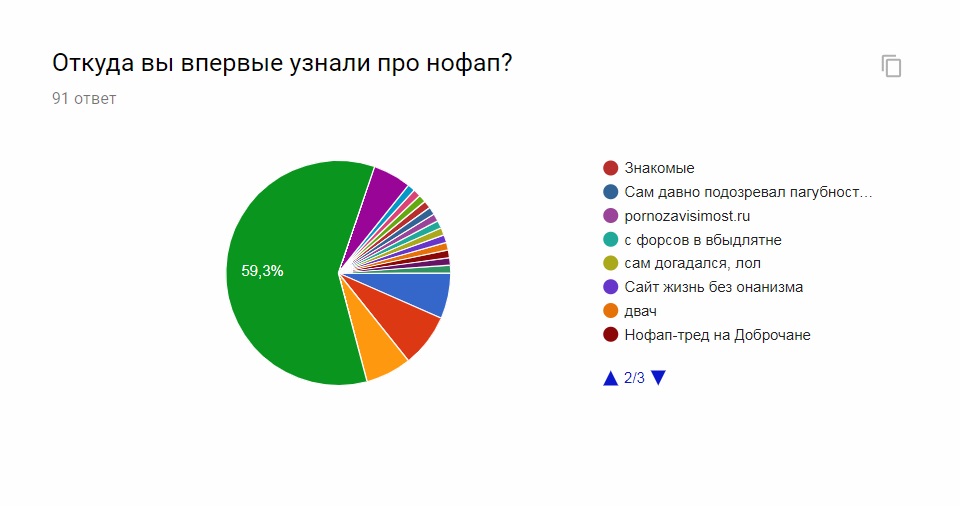 Откуда вы впервые узнали про нофап?
91 ответ
59,3%
Знакомые
Сам давно подозревал пагубност…
pornozavisimost.ru
с форсов в вбыдлятне
сам догадался, лол
Сайт жизнь без онанизма
двач
Нофап-тред на Доброчане
2/3